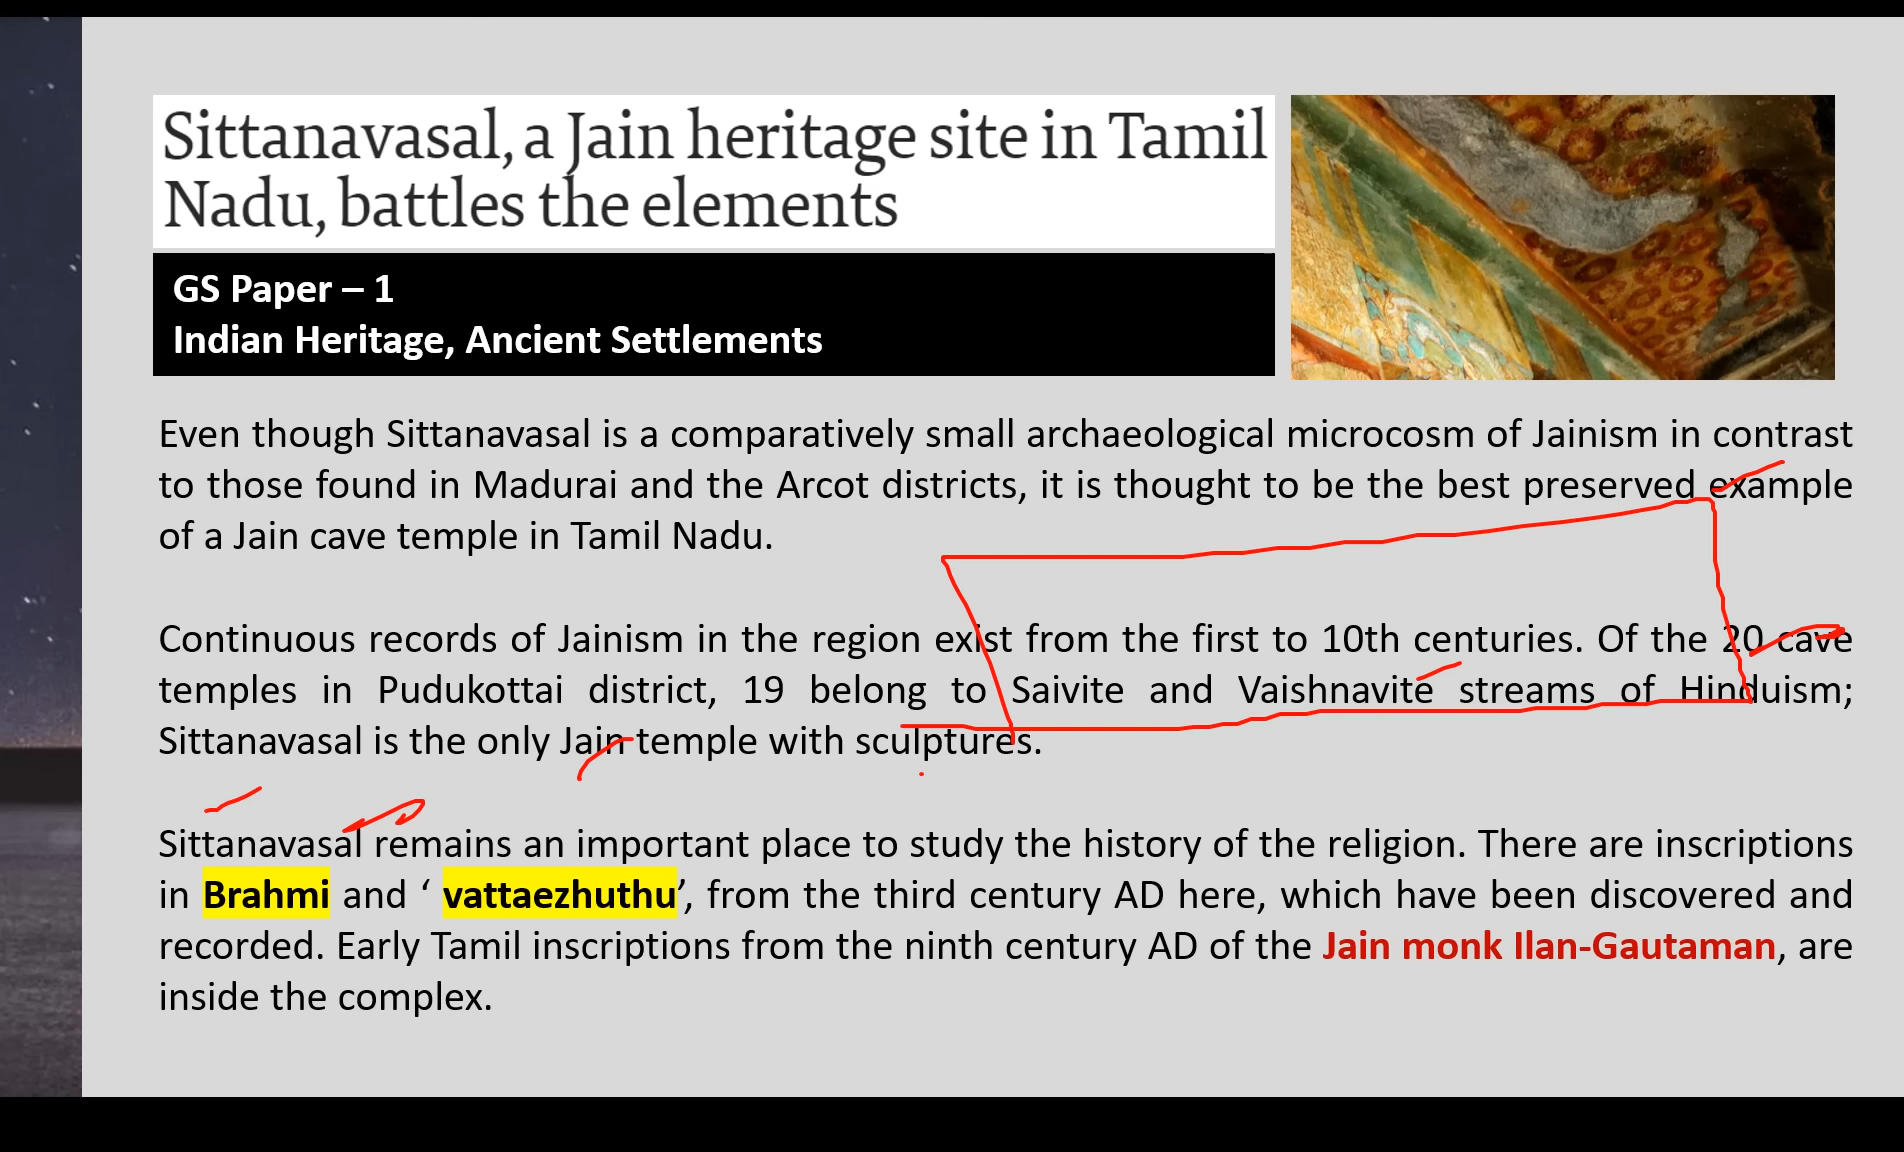 Sittanavasal, a Jain heritage site in Tamil
Nadu, battles the elements
GS Paper – 1
Indian Heritage, Ancient Settlements
Even though Sittanavasal is a comparatively small archaeological microcosm of Jainism in contrast
to those found in Madurai and the Arcot districts, it is thought to be the best preserved example
of a Jain cave temple in Tamil Nadu.
Continuous records of Jainism in the region exist from the first to 10th centuries. Of the 20 cave
temples in Pudukottai district, 19 belong to Saivite and Vaishnavite streams of Hinduism;
Sittanavasal is the only Jain temple with sculptures.
Sittanavasal remains an important place to study the history of the religion. There are inscriptions
in Brahmi and ‘ vattaezhuthu’, from the third century AD here, which have been discovered and
recorded. Early Tamil inscriptions from the ninth century AD of the Jain monk Ilan-Gautaman, are
inside the complex.